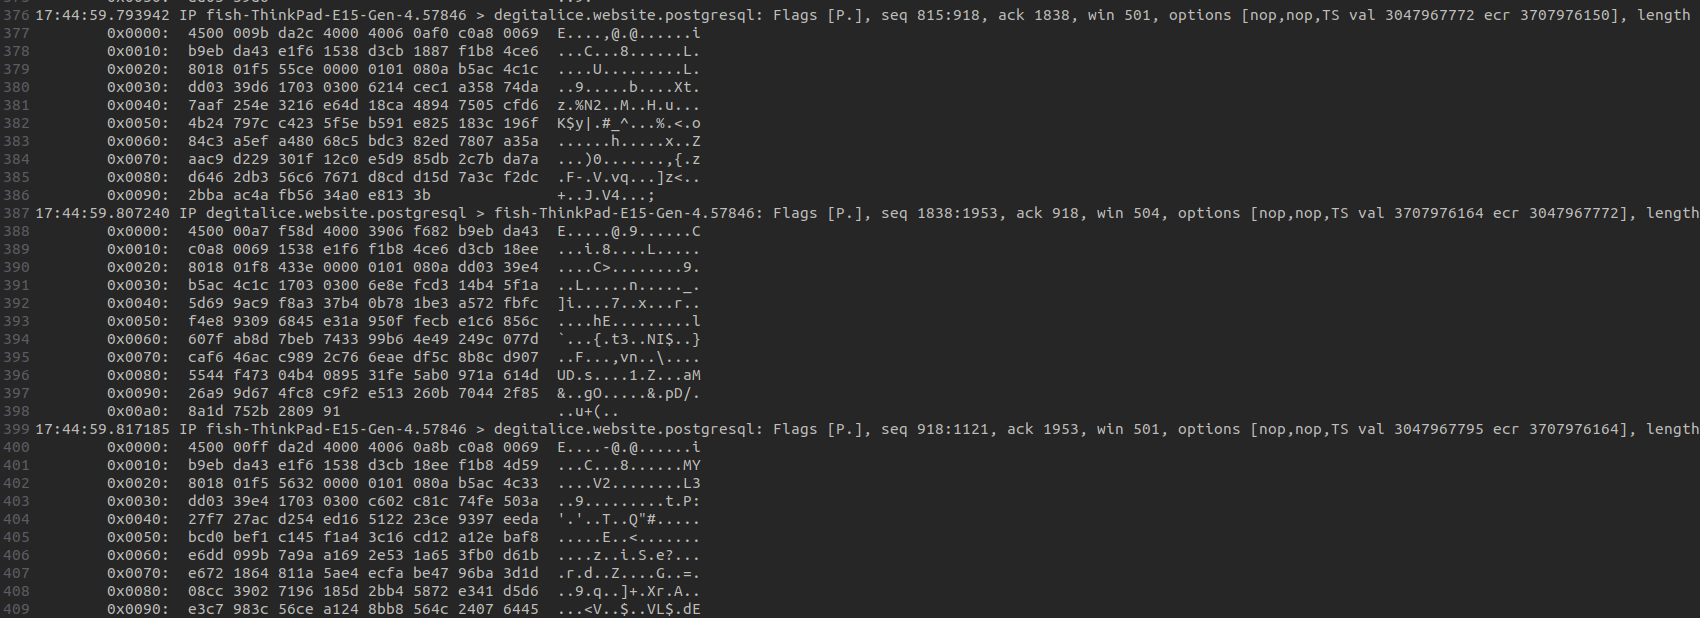 376 17:44:59.793942 IP fish-ThinkPad-E15-Gen-4.57846 > degitalice.website.postgresql: Flags [P.], seq 815:918, ack 1838, win 501, options [nop,nop,TS val 3047967772 ecr 3707976150], length
377 0x0000: 4500 009b da2c 4000 4006 0af0 c0a8 0069 E....,@.@......i
378 0x0010: b9eb da43 e1f6 1538 d3cb 1887 f1b8 4ce6 ...C...8......L.
379 0x0020: 8018 01f5 55ce 0000 0101 080a b5ac 4c1c ....U.........L.
380 0x0030: dd03 39d6 1703 0300 6214 cec1 a358 74da ..9.....b....Xt.
381 0x0040: 7aaf 254e 3216 e64d 18ca 4894 7505 cfd6 z.%N2..M..H.u...
382 0x0050: 4b24 797c c423 5f5e b591 e825 183c 196f K$y|.#_^...%.<.o
383 0x0060: 84c3 a5ef a480 68c5 bdc3 82ed 7807 a35a ......h.....x..Z
384 0x0070: aac9 d229 301f 12c0 e5d9 85db 2c7b da7a ...)0.......,{.z
385 0x0080: d646 2db3 56c6 7671 d8cd d15d 7a3c f2dc .F-.V.vq...]z<..
386 0x0090: 2bba ac4a fb56 34a0 e813 3b +..J.V4...;
387 17:44:59.807240 IP degitalice.website.postgresql > fish-ThinkPad-E15-Gen-4.57846: Flags [P.], seq 1838:1953, ack 918, win 504, options [nop,nop,TS val 3707976164 ecr 3047967772], length
388 0x0000: 4500 00a7 f58d 4000 3906 f682 b9eb da43 E.....@.9......C
389 0x0010: c0a8 0069 1538 e1f6 f1b8 4ce6 d3cb 18ee ...i.8....L.....
390 0x0020: 8018 01f8 433e 0000 0101 080a dd03 39e4 ....C>........9.
391 0x0030: b5ac 4c1c 1703 0300 6e8e fcd3 14b4 5f1a ..L.....n....._.
392 0x0040: 5d69 9ac9 f8a3 37b4 0b78 1be3 a572 fbfc ]i....7..x...r..
393 0x0050: f4e8 9309 6845 e31a 950f fecb e1c6 856c ....hE.........l
394 0x0060: 607f ab8d 7beb 7433 99b6 4e49 249c 077d `...{.t3..NI$..}
395 0x0070: caf6 46ac c989 2c76 6eae df5c 8b8c d907 ..F...,vn..\....
396 0x0080: 5544 f473 04b4 0895 31fe 5ab0 971a 614d UD.s....1.Z...aM
397 0x0090: 26a9 9d67 4fc8 c9f2 e513 260b 7044 2f85 &..gO.....&.pD/.
398 0x00a0: 8a1d 752b 2809 91 ..u+(..
399 17:44:59.817185 IP fish-ThinkPad-E15-Gen-4.57846 > degitalice.website.postgresql: Flags [P.], seq 918:1121, ack 1953, win 501, options [nop,nop,TS val 3047967795 ecr 3707976164], length
400 0x0000: 4500 00ff da2d 4000 4006 0a8b c0a8 0069 E....-@.@......i
401 0x0010: b9eb da43 e1f6 1538 d3cb 18ee f1b8 4d59 ...C...8......MY
402 0x0020: 8018 01f5 5632 0000 0101 080a b5ac 4c33 ....V2........L3
403 0x0030: dd03 39e4 1703 0300 c602 c81c 74fe 503a ..9.........t.P:
404 0x0040: 27f7 27ac d254 ed16 5122 23ce 9397 eeda '.'..T..Q"#.....
405 0x0050: bcd0 bef1 c145 f1a4 3c16 cd12 a12e baf8 .....E..<.......
406 0x0060: e6dd 099b 7a9a a169 2e53 1a65 3fb0 d61b ....z..i.S.e?...
407 0x0070: e672 1864 811a 5ae4 ecfa be47 96ba 3d1d .r.d..Z....G..=.
408 0x0080: 08cc 3902 7196 185d 2bb4 5872 e341 d5d6 ..9.q..]+.Xr.A..
409 0x0090: e3c7 983c 56ce a124 8bb8 564c 2407 6445 ...<V..$..VL$.dE